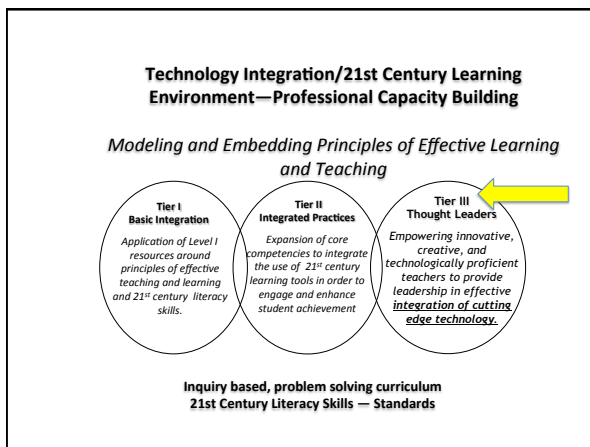 Technology Integration/21st Century Learning
Environment—Professional Capacity Building
Modeling and Embedding Principles of Effective Learning
and Teaching
Tier I
Basic Integration
Application of Level I
resources around
principles of effective
teaching and learning
and 21st century literacy
skills.
Tier II
Integrated Practices
Expansion of core
competencies to integrate
the use of 21st century
learning tools in order to
engage and enhance
student achievement
Tier III
Thought Leaders
Empowering innovative,
creative, and
technologically proficient
teachers to provide
leadership in effective
integration of cutting
edge technology.
Inquiry based, problem solving curriculum
21st Century Literacy Skills — Standards